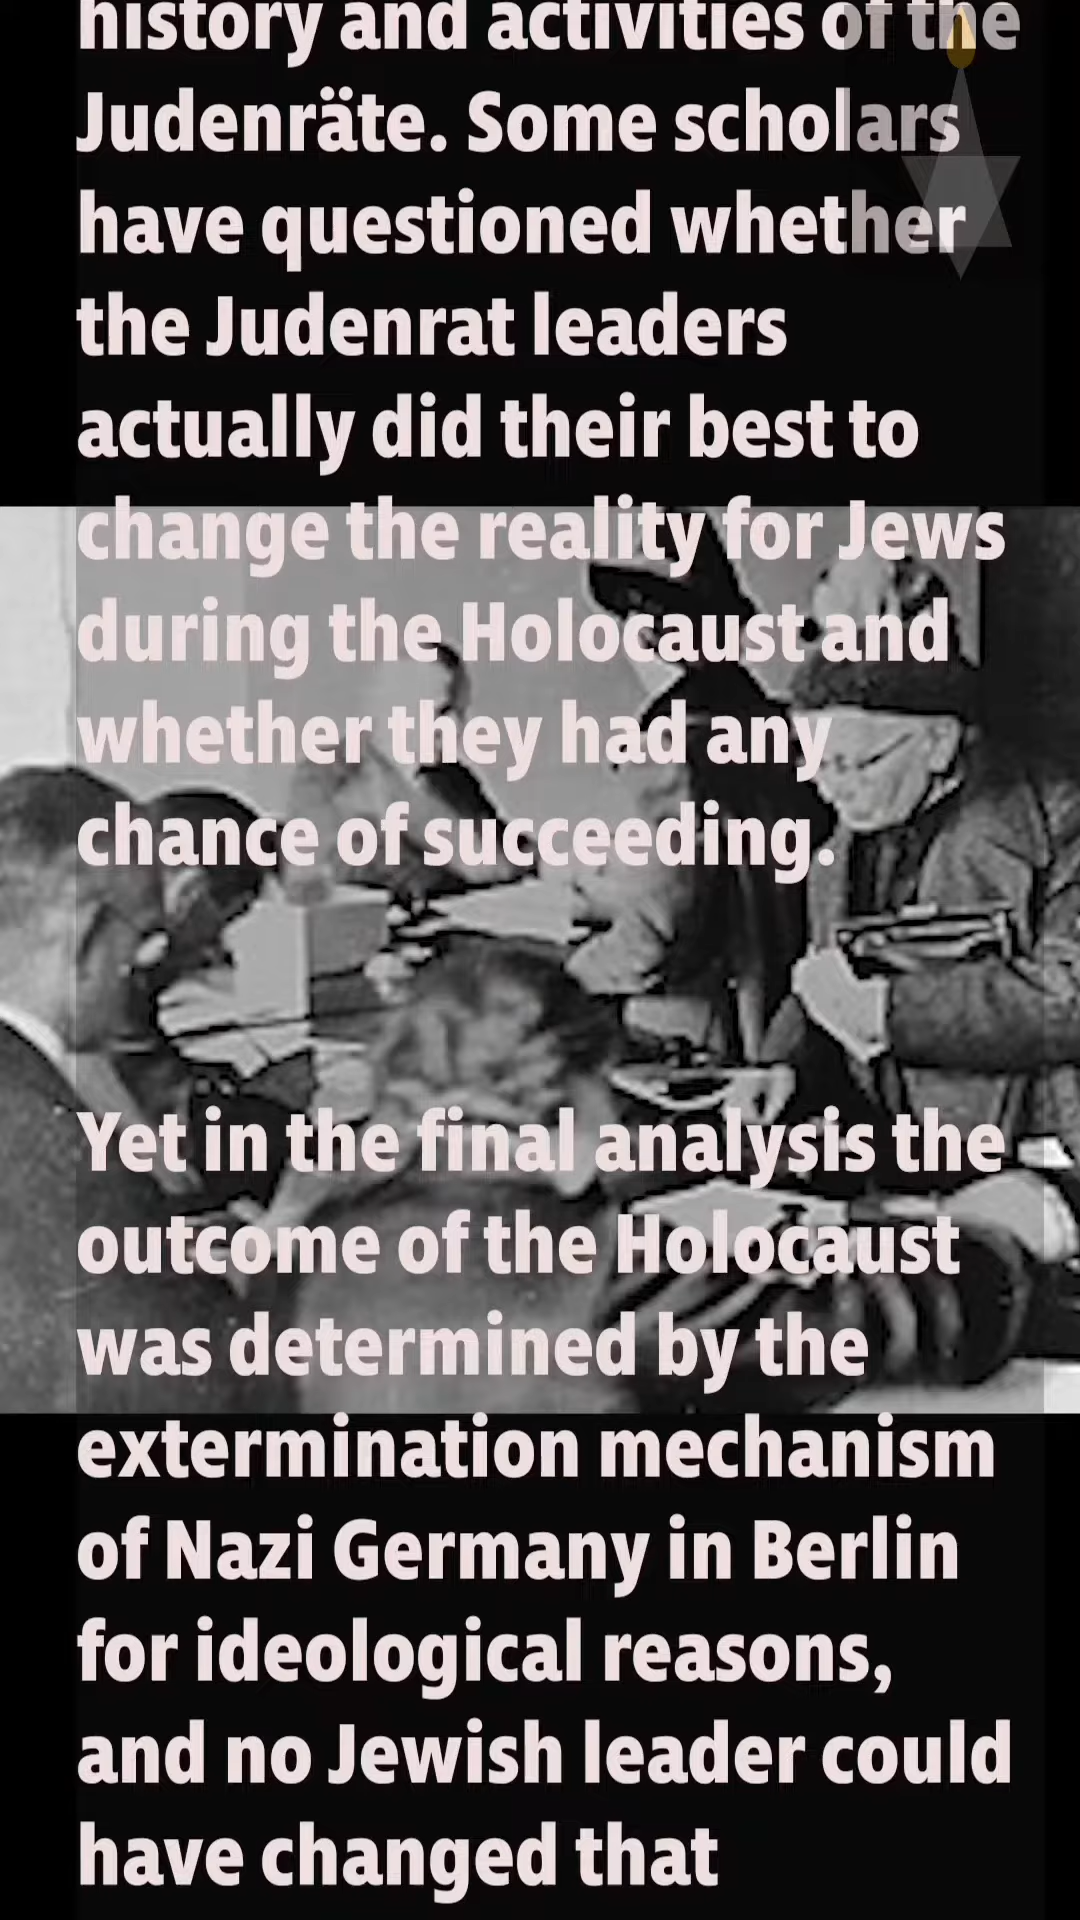 history and activities of the
Judenräte. Some scholars
have questioned whether
the Judenrat leaders
actually did their best to
change the reality for Jews
during the Holocaust and
whether they had any
chance of succeeding.
Yet in the final analysis the
outcome of the Holocaust
was determined by the
extermination mechanism
of Nazi Germany in Berlin
for ideological reasons,
and no Jewish leader could
have changed that